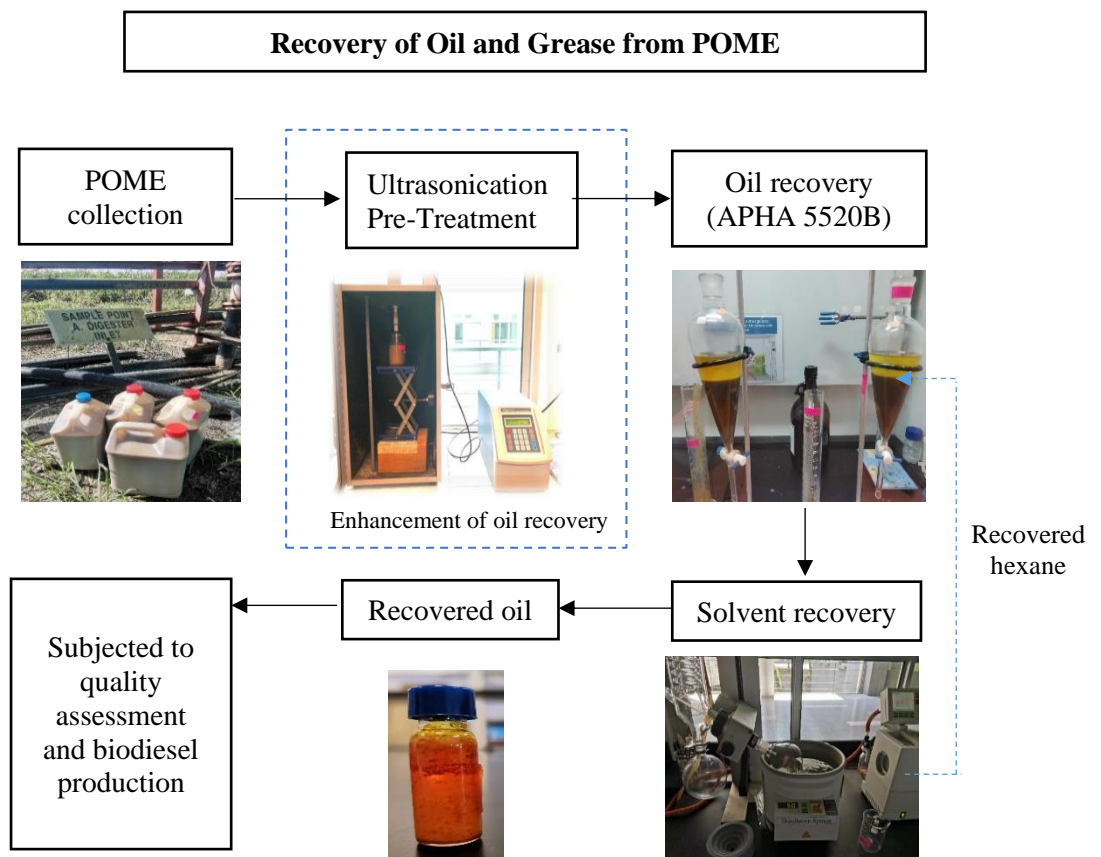 Recovery of Oil and Grease from POME
POME
collection
Ultrasonication
Pre-Treatment
Oil recovery
(APHA 5520B)
SAMPLE POINT
A. DIGESTER
INLET
Enhancement of oil recovery
Recovered
hexane
Solvent recovery
Recovered oil
Subjected to
quality
assessment
and biodiesel
production